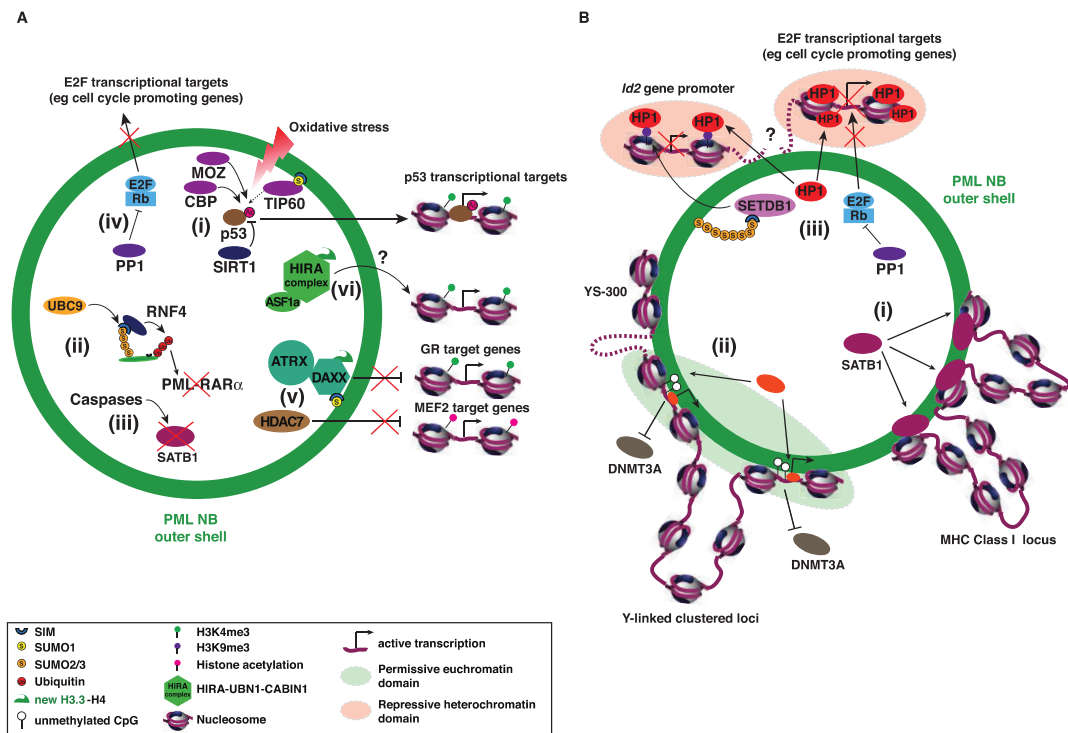 A
E2F transcriptional targets
(eg cell cycle promoting genes)
Oxidative stress
MOZ
CBP
(i)
p53
Ac
SIRT1
S
TIP60
E2F
Rb
(iv)
PP1
p53 transcriptional targets
Ac
HIRA
complex
ASF1a
(vi)
?
UBC9
RNF4
(ii)
S
S
S
S
PML-RARα
Caspases
(iii)
SATB1
ATRX
DAXX
(v)
S
HDAC7
GR target genes
MEF2 target genes
PML NB
outer shell
B
E2F transcriptional targets
(eg cell cycle promoting genes)
Id2 gene promoter
HP1
HP1
?
HP1
HP1
HP1
HP1
HP1
SETDB1
S S S S S S S
(iii)
E2F
Rb
PP1
PML NB
outer shell
YS-300
(i)
SATB1
(ii)
DNMT3A
DNMT3A
Y-linked clustered loci
MHC Class I locus
SIM
S SUMO1
S SUMO2/3
Ubiquitin
new H3.3-H4
unmethylated CpG
H3K4me3
H3K9me3
Histone acetylation
HIRA
complex
HIRA-UBN1-CABIN1
Nucleosome
active transcription
Permissive euchromatin
domain
Repressive heterochromatin
domain